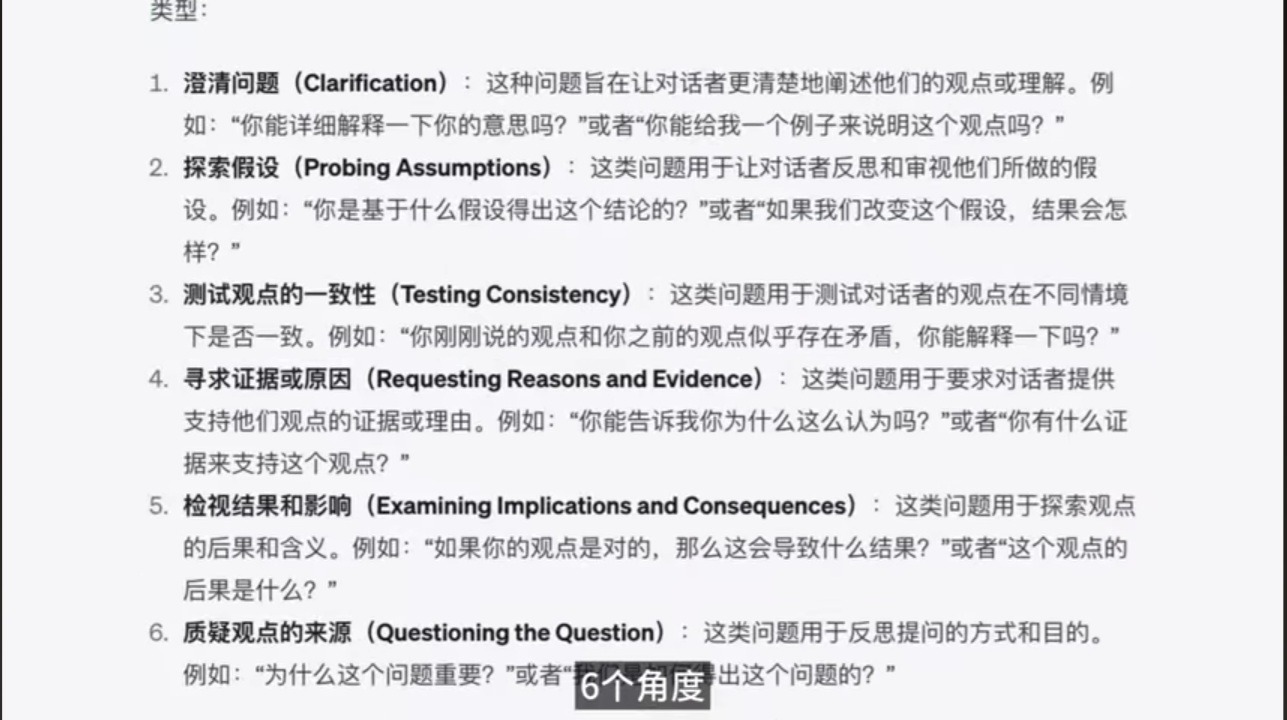 类型：
1. 澄清问题（Clarification）：这种问题旨在让对话者更清楚地阐述他们的观点或理解。例
如：“你能详细解释一下你的意思吗？”或者“你能给我一个例子来说明这个观点吗？”
2. 探索假设（Probing Assumptions）：这类问题用于让对话者反思和审视他们所做的假
设。例如：“你是基于什么假设得出这个结论的？”或者“如果我们改变这个假设，结果会怎
样？”
3. 测试观点的一致性（Testing Consistency）：这类问题用于测试对话者的观点在不同情境
下是否一致。例如：“你刚刚说的观点和你之前的观点似乎存在矛盾，你能解释一下吗？”
4. 寻求证据或原因（Requesting Reasons and Evidence）：这类问题用于要求对话者提供
支持他们观点的证据或理由。例如：“你能告诉我你为什么这么认为吗？”或者“你有什么证
据来支持这个观点？”
5. 检视结果和影响（Examining Implications and Consequences）：这类问题用于探索观点
的后果和含义。例如：“如果你的观点是对的，那么这会导致什么结果？”或者“这个观点的
后果是什么？”
6. 质疑观点的来源（Questioning the Question）：这类问题用于反思提问的方式和目的。
例如：“为什么这个问题重要？”或者“出这个问题的？”
6个角度